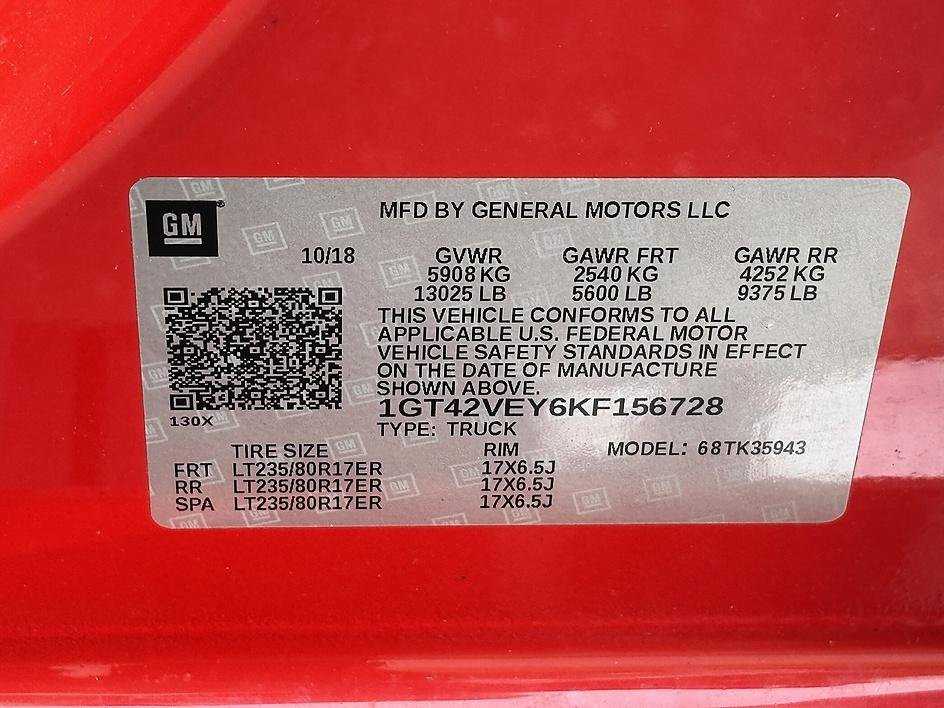 GM
MFD BY GENERAL MOTORS LLC
10/18 GVWR GAWR FRT GAWR RR
5908 KG 2540 KG 4252 KG
13025 LB 5600 LB 9375 LB
THIS VEHICLE CONFORMS TO ALL
APPLICABLE U.S. FEDERAL MOTOR
VEHICLE SAFETY STANDARDS IN EFFECT
ON THE DATE OF MANUFACTURE
SHOWN ABOVE.
1GT42VEY6KF156728
130X
TYPE: TRUCK
TIRE SIZE RIM MODEL: 68TK35943
FRT LT235/80R17ER 17X6.5J
RR LT235/80R17ER 17X6.5J
SPA LT235/80R17ER 17X6.5J